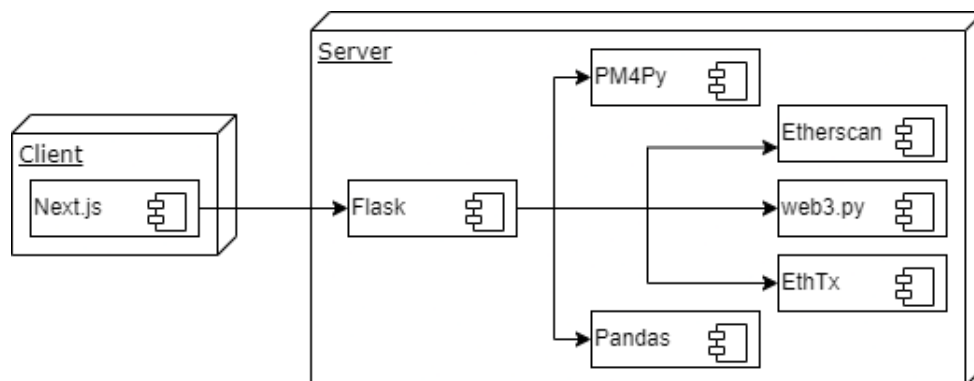 Server
PM4Py
Etherscan
Client
Next.js
Flask
web3.py
EthTx
Pandas